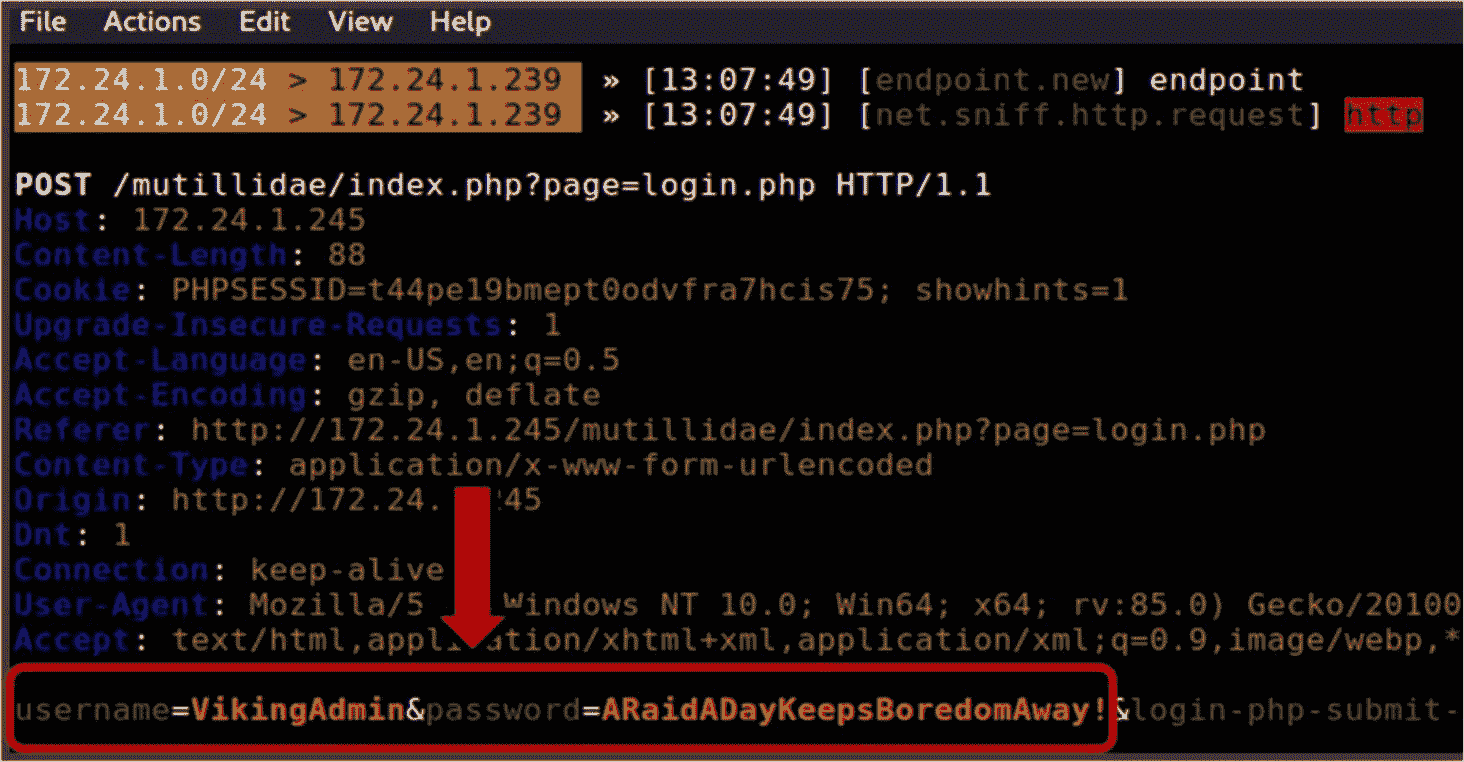 File Actions Edit View Help
172.24.1.0/24 > 172.24.1.239 » [13:07:49] [endpoint.new] endpoint
172.24.1.0/24 > 172.24.1.239 » [13:07:49] [net.sniff.http.request] http
POST /mutillidae/index.php?page=login.php HTTP/1.1
Host: 172.24.1.245
Content-Length: 88
Cookie: PHPSESSID=t44pe19bmept0odvfra7hcis75; showhints=1
Upgrade-Insecure-Requests: 1
Accept-Language: en-US,en;q=0.5
Accept-Encoding: gzip, deflate
Referer: http://172.24.1.245/mutillidae/index.php?page=login.php
Content-Type: application/x-www-form-urlencoded
Origin: http://172.24. 45
Dnt: 1
Connection: keep-alive
User-Agent: Mozilla/5 Windows NT 10.0; Win64; x64; rv:85.0) Gecko/20100
Accept: text/html,application/xhtml+xml,application/xml;q=0.9,image/webp,*
username=VikingAdmin&password=ARaidADayKeepsBoredomAway!&login-php-submit-